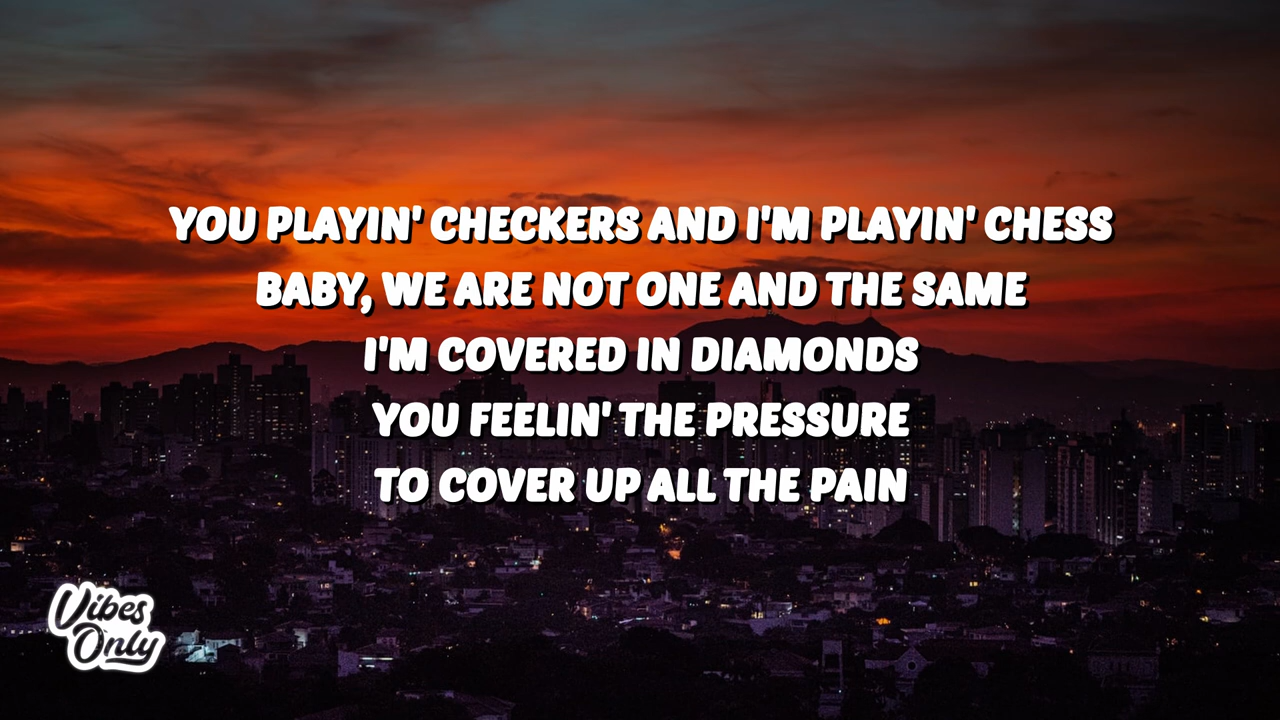 YOU PLAYIN' CHECKERS AND I'M PLAYIN' CHESS
BABY, WE ARE NOT ONE AND THE SAME
I'M COVERED IN DIAMONDS
YOU FEELIN' THE PRESSURE
TO COVER UP ALL THE PAIN
Vibes
Only